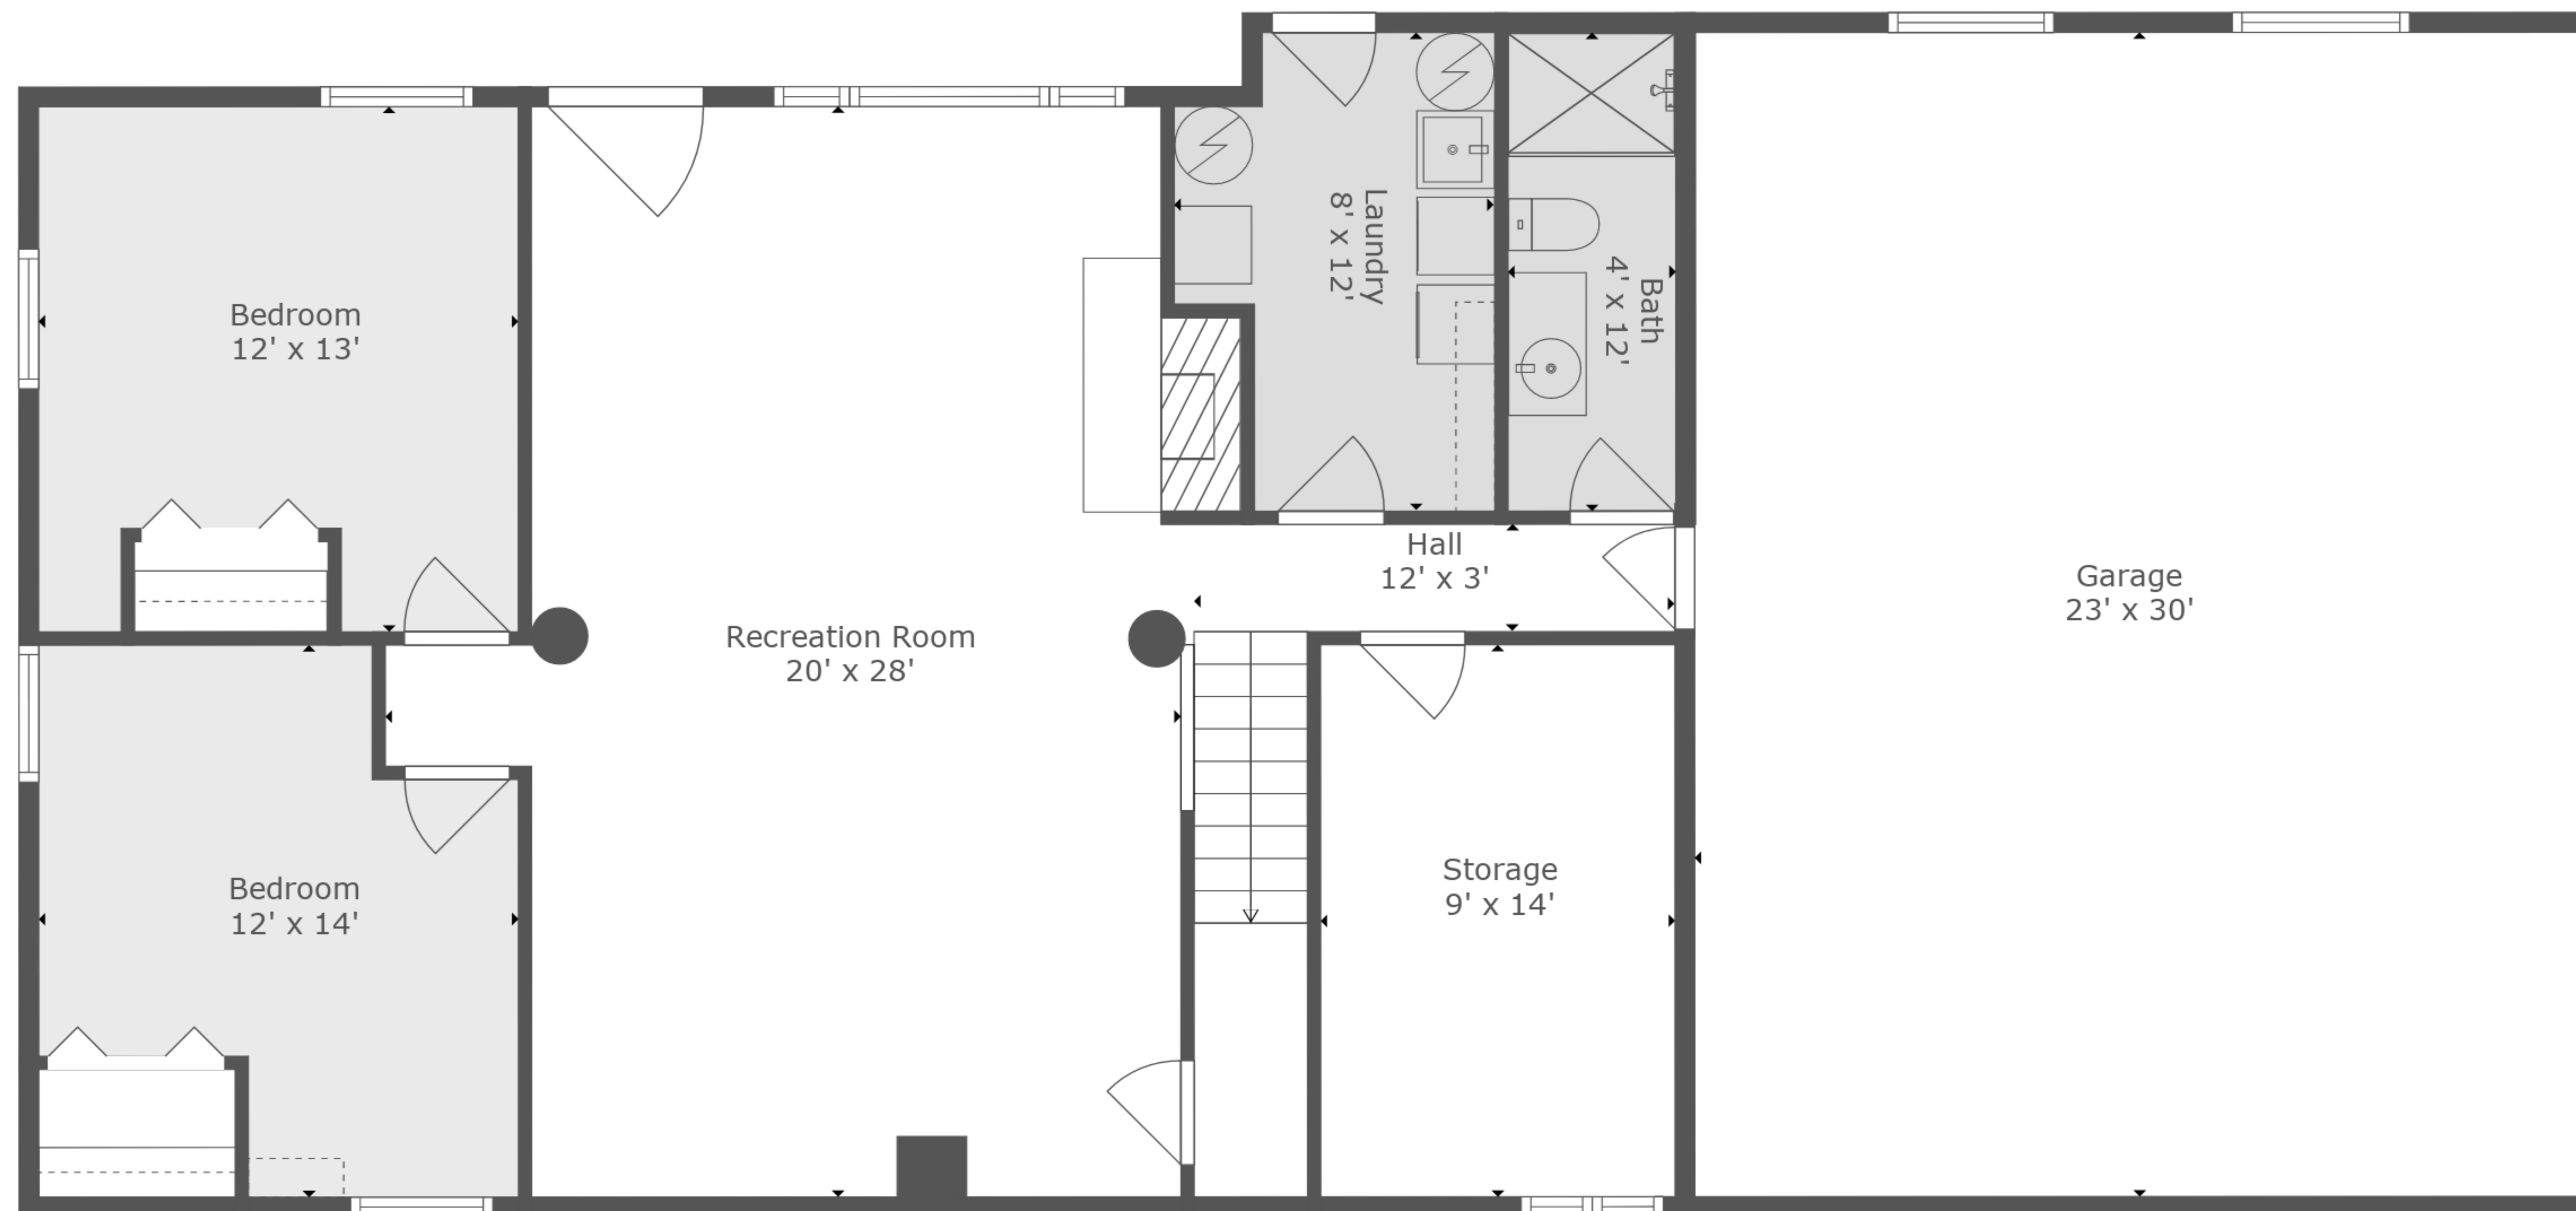 Bedroom
12' x 13'
Recreation Room
20' x 28'
Laundry
8' x 12'
Bath
4' x 12'
Hall
12' x 3'
Garage
23' x 30'
Bedroom
12' x 14'
Storage
9' x 14'